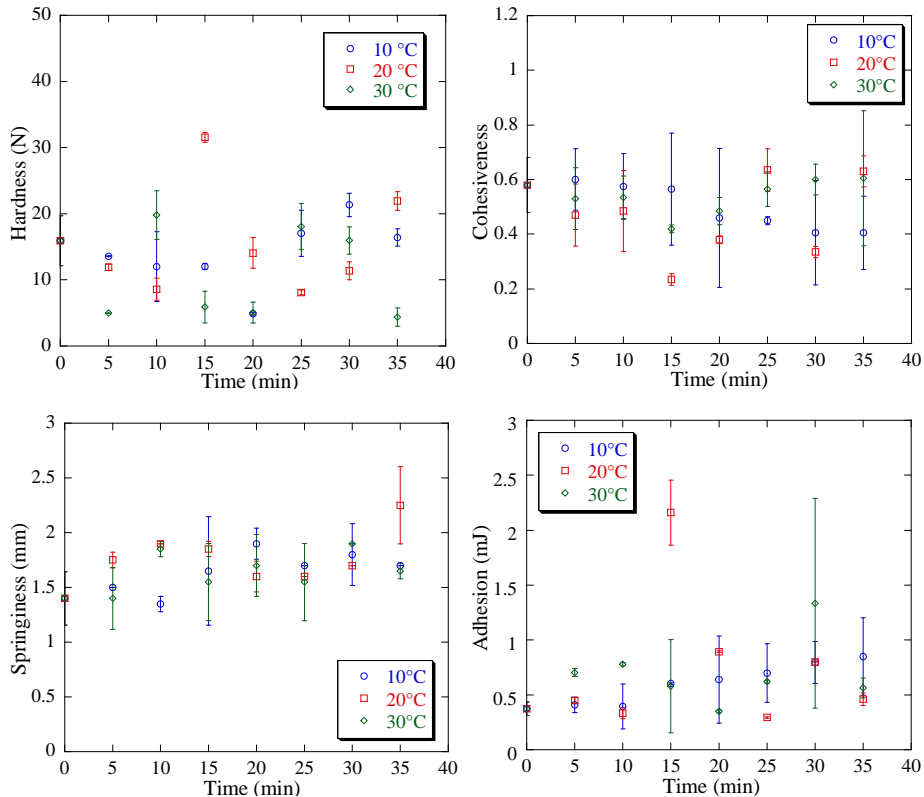 50
40
30
20
10
0
Hardness (N)
10 °C
20 °C
30 °C
0 5 10 15 20 25 30 35 40
Time (min)
1.2
1
0.8
0.6
0.4
0.2
0
Cohesiveness
10°C
20°C
30°C
0 5 10 15 20 25 30 35 40
Time (min)
3
2.5
2
1.5
1
0.5
0
Springiness (mm)
10°C
20°C
30°C
0 5 10 15 20 25 30 35 40
Time (min)
3
2.5
2
1.5
1
0.5
0
Adhesion (mJ)
10°C
20°C
30°C
0 5 10 15 20 25 30 35 40
Time (min)